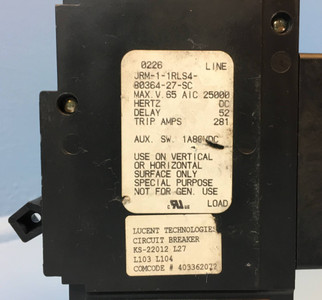 0226 LINE
JRM-1-1RLS4-
80364-27-SC
MAX.V.65 AIC 25000
HERTZ DC
DELAY 52
TRIP AMPS 281
AUX. SW. 1A80VDC
USE ON VERTICAL
OR HORIZONTAL
SURFACE ONLY
SPECIAL PURPOSE
NOT FOR GEN. USE
LOAD
LUCENT TECHNOLOGIES
CIRCUIT BREAKER
KS-22012 L27
L103 L104
COMCODE # 403362072